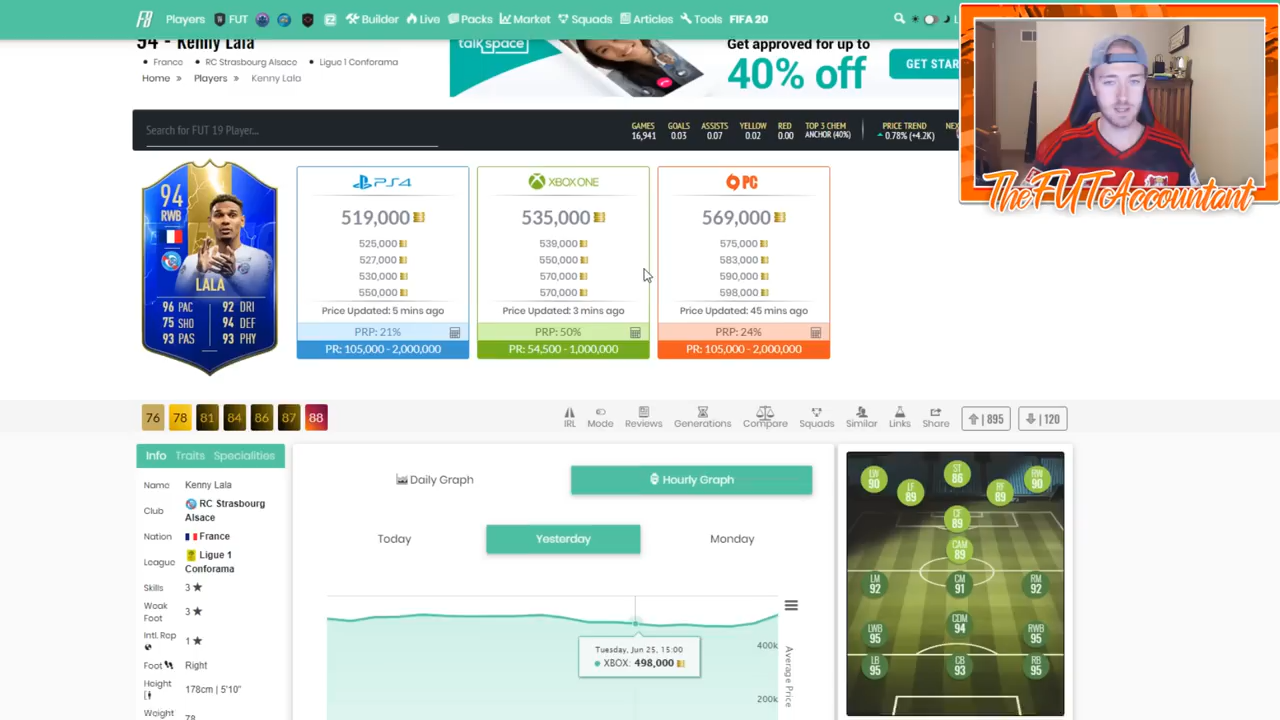 F8 Players FUT EZ Builder Live Packs Market Squads Articles Tools FIFA 20
94 - Kenny Lala
France RC Strasbourg Alsace Ligue 1 Conforama
Home » Players » Kenny Lala
talkspace
Get approved for up to
40% off
GET STAR
Search for FUT 19 Player...
GAMES GOALS ASSISTS YELLOW RED TOP 3 CHEM PRICE TREND NEX
16,941 0.03 0.07 0.02 0.00 ANCHOR (40%) 0.78% (+4.2K)
TheFUTAccountant
94
RWB
LALA
96 PAC 92 DRI
75 SHO 94 DEF
93 PAS 93 PHY
PS4
519,000
525,000
527,000
530,000
550,000
Price Updated: 5 mins ago
PRP: 21%
PR: 105,000 - 2,000,000
XBOX ONE
535,000
539,000
550,000
570,000
570,000
Price Updated: 3 mins ago
PRP: 50%
PR: 54,500 - 1,000,000
PC
569,000
575,000
583,000
590,000
598,000
Price Updated: 45 mins ago
PRP: 24%
PR: 105,000 - 2,000,000
76 78 81 84 86 87 88
IRL Mode Reviews Generations Compare Squads Similar Links Share
| 895 | 120
Info Traits Specialities
Name Kenny Lala
Club RC Strasbourg
Alsace
Nation France
League Ligue 1
Conforama
Skills 3
Weak
Foot 3
Intl. Rep 1
Foot Right
Height 178cm | 5'10"
Weight 78
Daily Graph Hourly Graph
Today Yesterday Monday
Tuesday, Jun 25, 15:00
XBOX: 498,000
400k
200k
Average Price
LW
90
LF
89
ST
86
RF
89
RW
90
CF
89
CAM
89
LM
92
CM
91
RM
92
CDM
94
LWB
95
RWB
95
LB
95
CB
93
RB
95